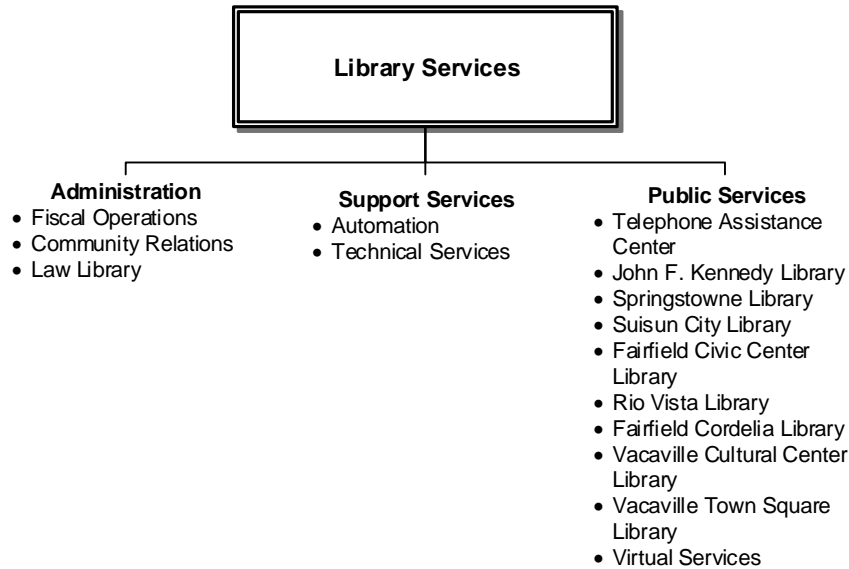 Library Services
Administration
• Fiscal Operations
• Community Relations
• Law Library
Support Services
• Automation
• Technical Services
Public Services
• Telephone Assistance
Center
• John F. Kennedy Library
• Springstowne Library
• Suisun City Library
• Fairfield Civic Center
Library
• Rio Vista Library
• Fairfield Cordelia Library
• Vacaville Cultural Center
Library
• Vacaville Town Square
Library
• Virtual Services